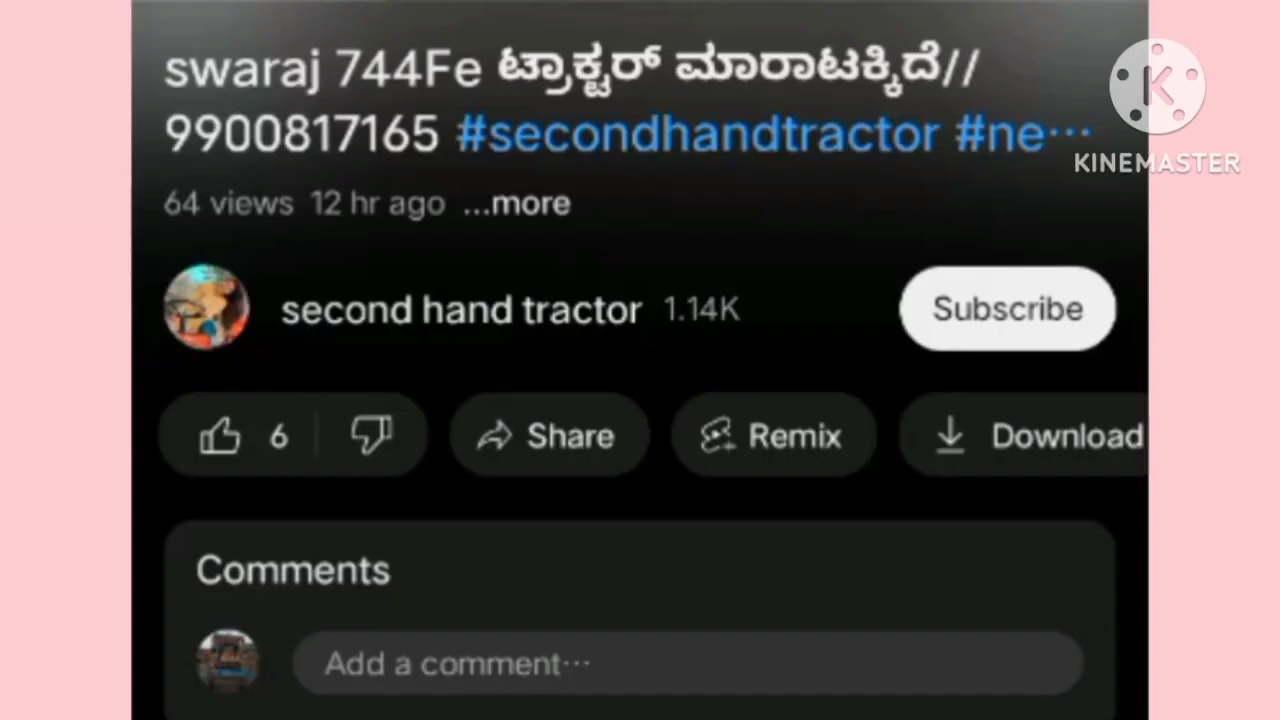 swaraj 744Fe ಟ್ರಾಕ್ಟರ್ ಮಾರಾಟಕ್ಕಿದೆ//
9900817165 #secondhandtractor #ne...
64 views 12 hr ago ...more
second hand tractor 1.14K
Subscribe
6 Share Remix Download
Comments
Add a comment...
K
KINEMASTER